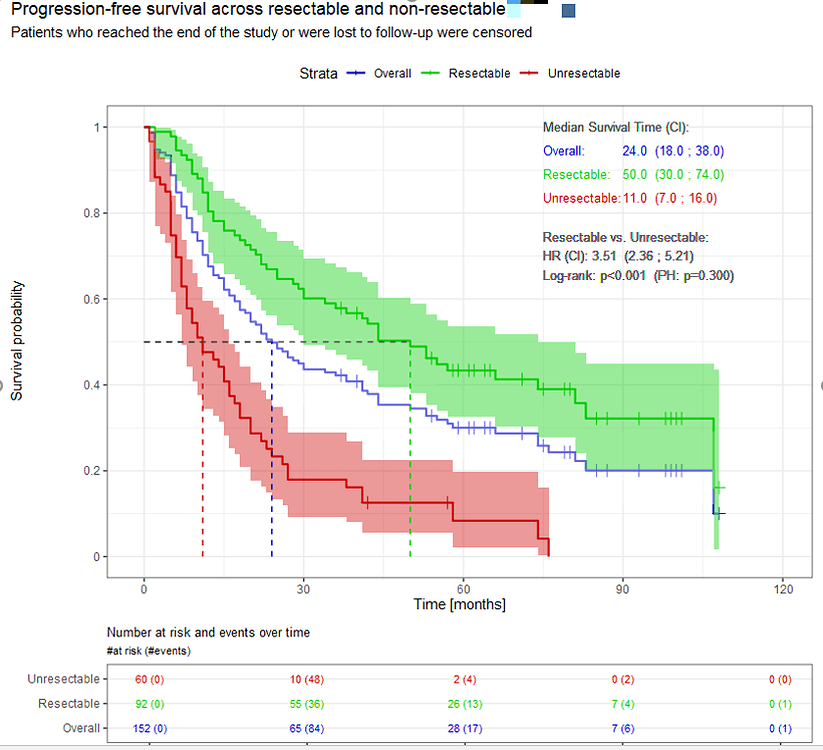 Progression-free survival across resectable and non-resectable
Patients who reached the end of the study or were lost to follow-up were censored
Strata Overall Resectable Unresectable
Survival probability
1
0.8
0.6
0.4
0.2
0
Median Survival Time (CI):
Overall: 24.0 (18.0 ; 38.0)
Resectable: 50.0 (30.0 ; 74.0)
Unresectable: 11.0 (7.0 ; 16.0)
Resectable vs. Unresectable:
HR (CI): 3.51 (2.36 ; 5.21)
Log-rank: p<0.001 (PH: p=0.300)
0 30 60 90 120
Time [months]
Number at risk and events over time
#at risk (#events)
Unresectable 60 (0) 10 (48) 2 (4) 0 (2) 0 (0)
Resectable 92 (0) 55 (36) 26 (13) 7 (4) 0 (1)
Overall 152 (0) 65 (84) 28 (17) 7 (6) 0 (1)